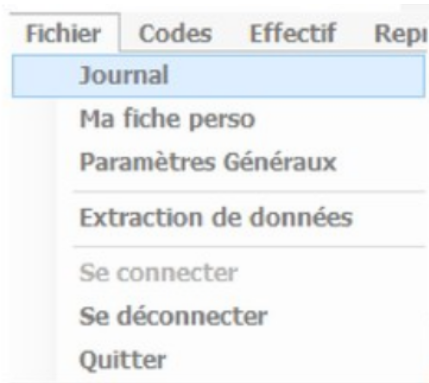 Fichier Codes Effectif
Journal
Ma fiche perso
Paramètres Généraux
Extraction de données
Se connecter
Se déconnecter
Quitter